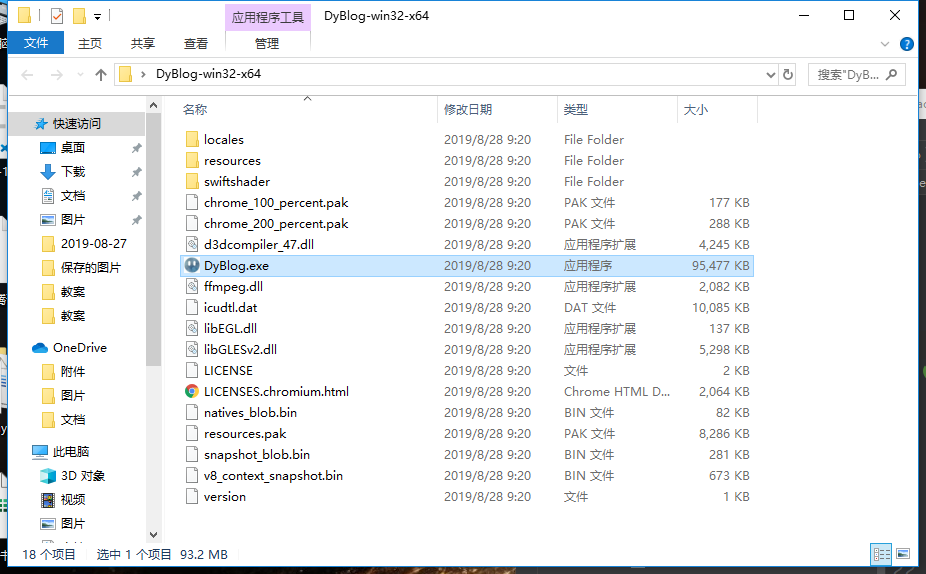 应用程序工具 DyBlog-win32-x64
文件 主页 共享 查看 管理
DyBlog-win32-x64 搜索"DyB...
名称 修改日期 类型 大小
快速访问
桌面
下载
文档
图片
2019-08-27
保存的图片
教案
教案
OneDrive
附件
图片
文档
此电脑
3D 对象
视频
图片
locales 2019/8/28 9:20 File Folder
resources 2019/8/28 9:20 File Folder
swiftshader 2019/8/28 9:20 File Folder
chrome_100_percent.pak 2019/8/28 9:20 PAK 文件 177 KB
chrome_200_percent.pak 2019/8/28 9:20 PAK 文件 288 KB
d3dcompiler_47.dll 2019/8/28 9:20 应用程序扩展 4,245 KB
DyBlog.exe 2019/8/28 9:20 应用程序 95,477 KB
ffmpeg.dll 2019/8/28 9:20 应用程序扩展 2,082 KB
icudtl.dat 2019/8/28 9:20 DAT 文件 10,085 KB
libEGL.dll 2019/8/28 9:20 应用程序扩展 137 KB
libGLESv2.dll 2019/8/28 9:20 应用程序扩展 5,298 KB
LICENSE 2019/8/28 9:20 文件 2 KB
LICENSES.chromium.html 2019/8/28 9:20 Chrome HTML D... 2,064 KB
natives_blob.bin 2019/8/28 9:20 BIN 文件 82 KB
resources.pak 2019/8/28 9:20 PAK 文件 8,286 KB
snapshot_blob.bin 2019/8/28 9:20 BIN 文件 281 KB
v8_context_snapshot.bin 2019/8/28 9:20 BIN 文件 673 KB
version 2019/8/28 9:20 文件 1 KB
18 个项目 选中 1 个项目 93.2 MB